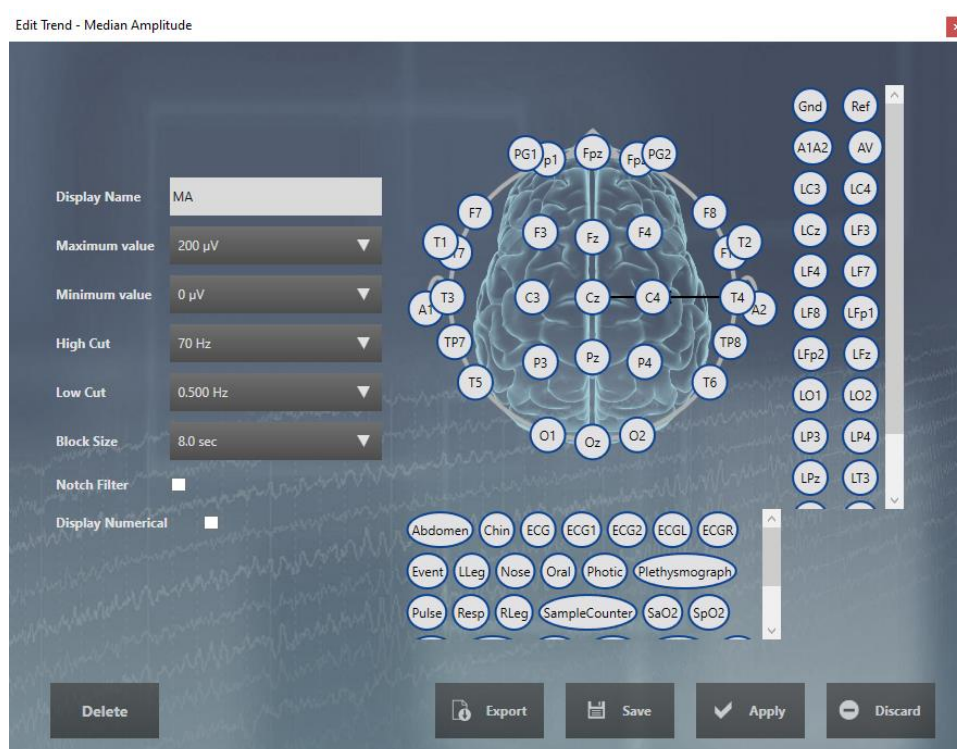 Edit Trend - Median Amplitude
Display Name MA
Maximum value 200 µV
Minimum value 0 µV
High Cut 70 Hz
Low Cut 0.500 Hz
Block Size 8.0 sec
Notch Filter
Display Numerical
PG1 p1 Fpz Fp PG2
F7 F3 Fz F4 F8
T1 7 T2
A1 T3 C3 Cz C4 T4 A2
TP7 P3 Pz P4 TP8
T5 T6
O1 Oz O2
Gnd Ref
A1A2 AV
LC3 LC4
LCz LF3
LF4 LF7
LF8 LFp1
LFp2 LFz
LO1 LO2
LP3 LP4
LPz LT3
Abdomen Chin ECG ECG1 ECG2 ECGL ECGR
Event LLeg Nose Oral Photic Plethysmograph
Pulse Resp RLeg SampleCounter SaO2 SpO2
Delete Export Save Apply Discard